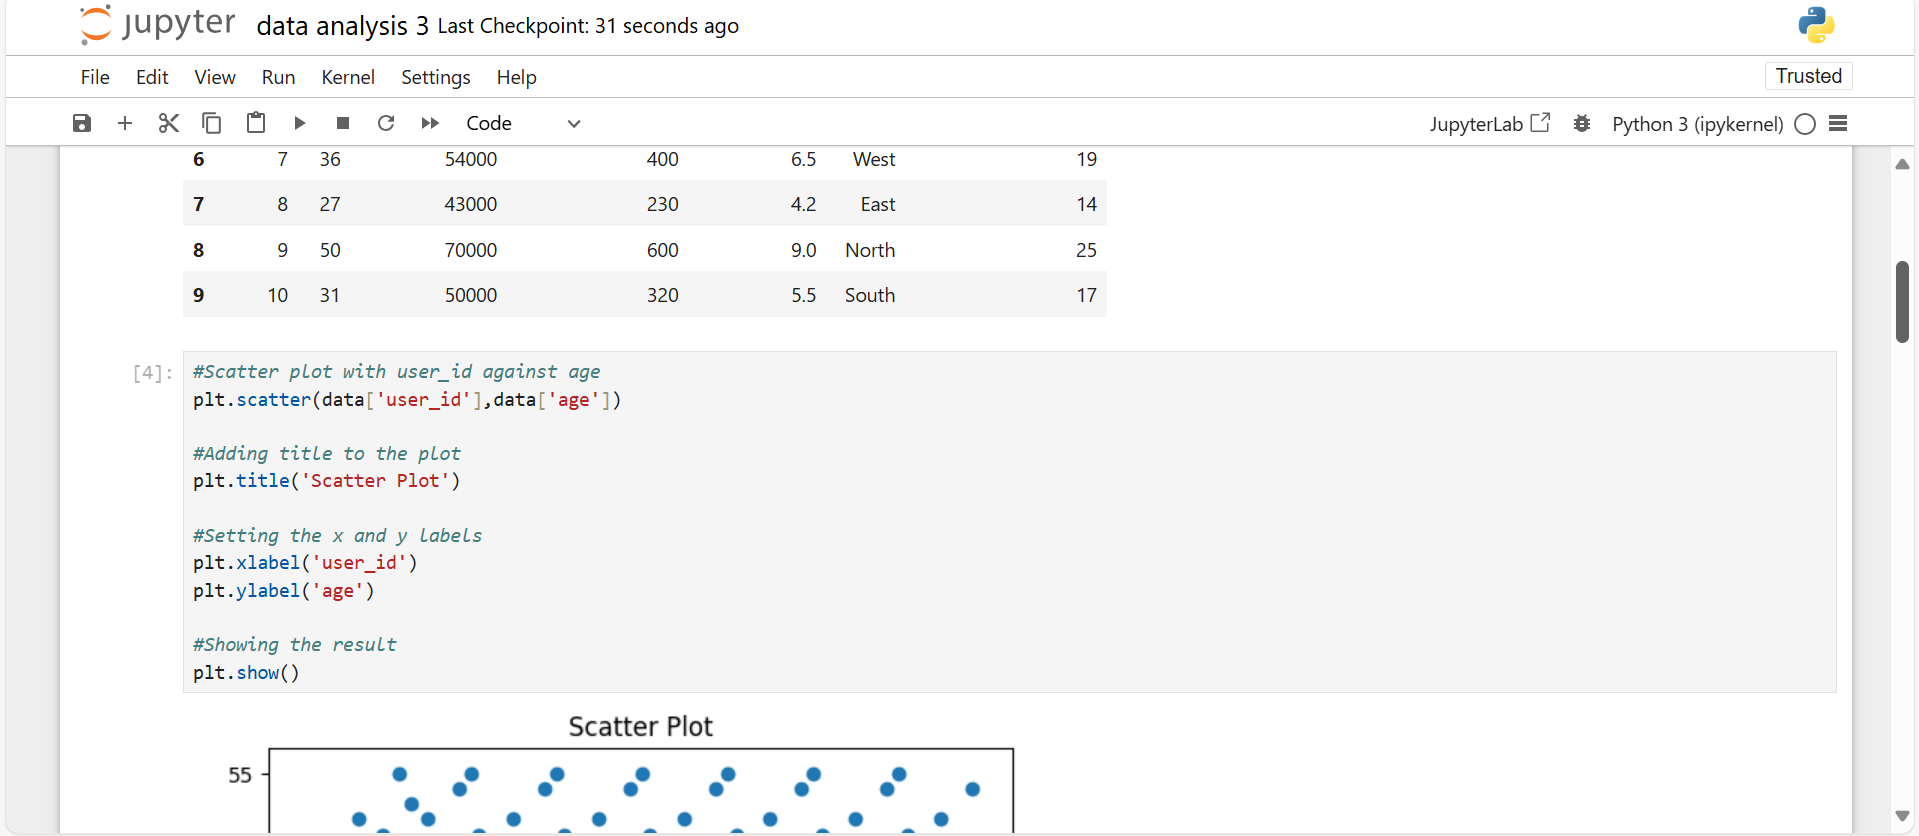 jupyter data analysis 3 Last Checkpoint: 31 seconds ago
File Edit View Run Kernel Settings Help Trusted
Code JupyterLab Python 3 (ipykernel)
6 7 36 54000 400 6.5 West 19
7 8 27 43000 230 4.2 East 14
8 9 50 70000 600 9.0 North 25
9 10 31 50000 320 5.5 South 17
[4]: #Scatter plot with user_id against age
plt.scatter(data['user_id'],data['age'])
#Adding title to the plot
plt.title('Scatter Plot')
#Setting the x and y labels
plt.xlabel('user_id')
plt.ylabel('age')
#Showing the result
plt.show()
Scatter Plot
55